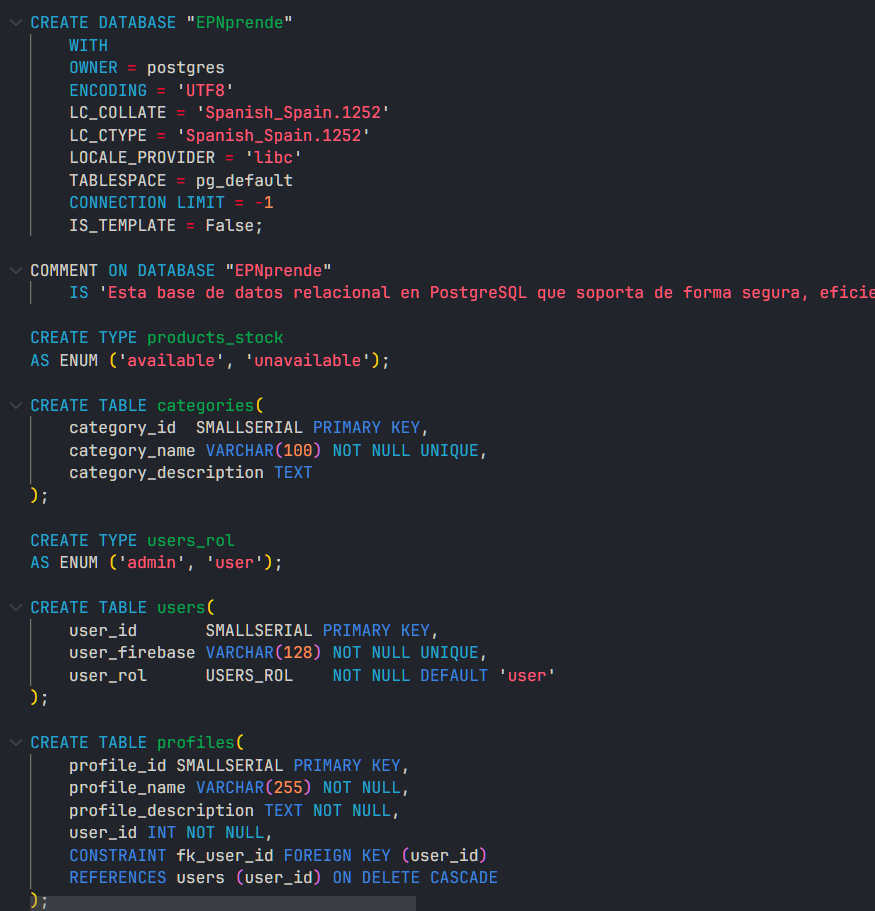 CREATE DATABASE "EPNprende"
    WITH
    OWNER = postgres
    ENCODING = 'UTF8'
    LC_COLLATE = 'Spanish_Spain.1252'
    LC_CTYPE = 'Spanish_Spain.1252'
    LOCALE_PROVIDER = 'libc'
    TABLESPACE = pg_default
    CONNECTION LIMIT = -1
    IS_TEMPLATE = False;
COMMENT ON DATABASE "EPNprende"
    IS 'Esta base de datos relacional en PostgreSQL que soporta de forma segura,
CREATE TYPE products_stock
AS ENUM ('available', 'unavailable');
CREATE TABLE categories(
    category_id  SMALLSERIAL PRIMARY KEY,
    category_name VARCHAR(100) NOT NULL UNIQUE,
    category_description TEXT
);
CREATE TYPE users_rol
AS ENUM ('admin', 'user');
CREATE TABLE users(
    user_id       SMALLSERIAL PRIMARY KEY,
    user_firebase VARCHAR(128) NOT NULL UNIQUE,
    user_rol      USERS_ROL    NOT NULL DEFAULT 'user'
);
CREATE TABLE profiles(
    profile_id SMALLSERIAL PRIMARY KEY,
    profile_name VARCHAR(255) NOT NULL,
    profile_description TEXT NOT NULL,
    user_id INT NOT NULL,
    CONSTRAINT fk_user_id FOREIGN KEY (user_id)
    REFERENCES users (user_id) ON DELETE CASCADE
);